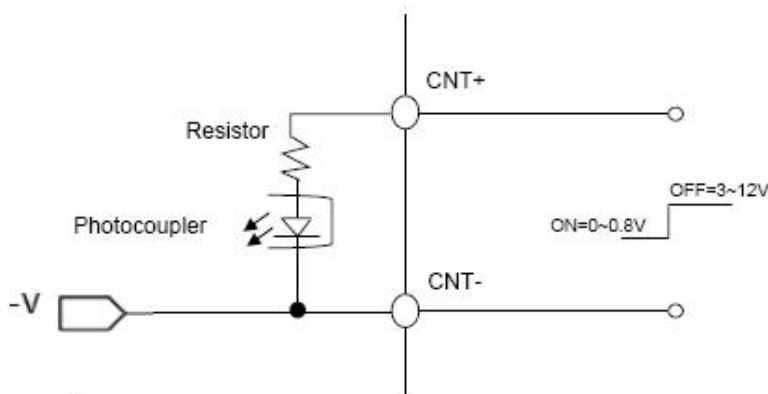 CNT+
Resistor
OFF=3~12V
Photocoupler
ON=0~0.8V
CNT-
-V